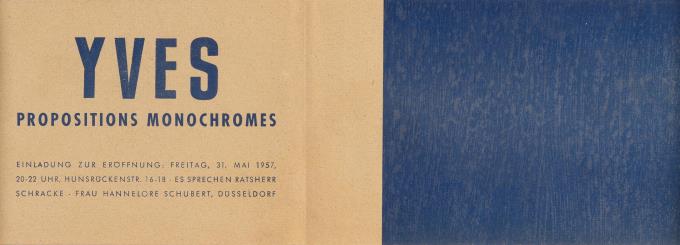 YVES
PROPOSITIONS MONOCHROMES
EINLADUNG ZUR ERÖFFNUNG: FREITAG, 31. MAI 1957,
20-22 UHR, HUNSRÜCKENSTR. 16-18 · ES SPRECHEN RATSHERR
SCHRACKE · FRAU HANNELORE SCHUBERT, DÜSSELDORF